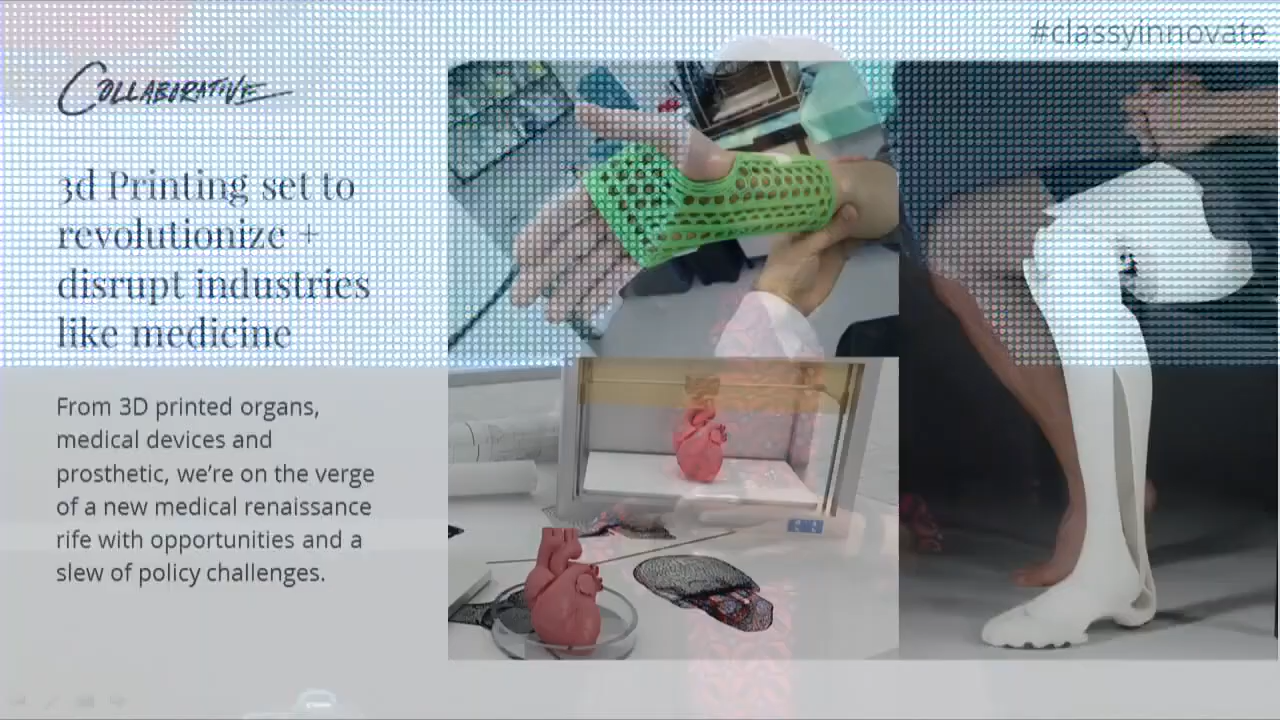 #classyinnovate
COLLABORATIVE
3d Printing set to
revolutionize +
disrupt industries
like medicine
From 3D printed organs,
medical devices and
prosthetic, we're on the verge
of a new medical renaissance
rife with opportunities and a
slew of policy challenges.